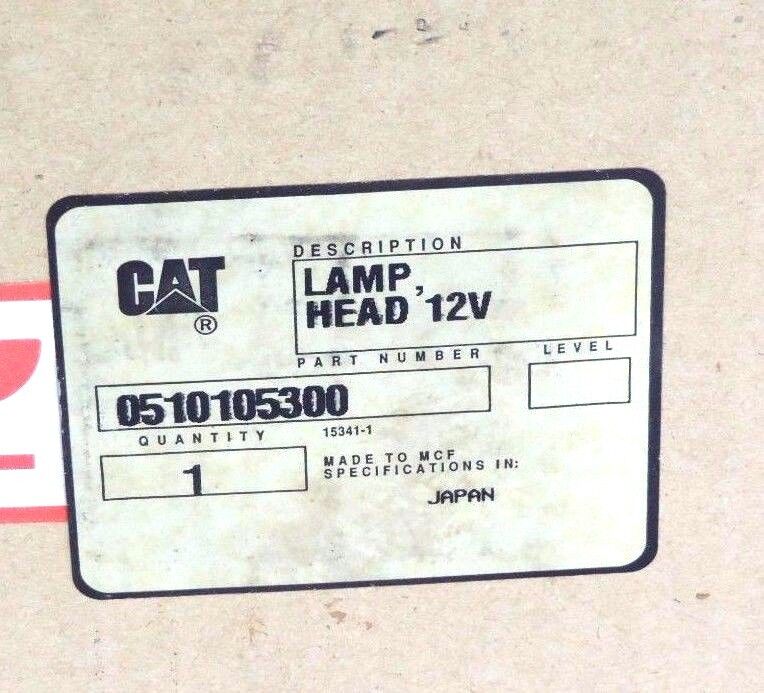 CAT
®
DESCRIPTION
LAMP,
HEAD 12V
PART NUMBER
LEVEL
0510105300
QUANTITY
15341-1
1
MADE TO MCF
SPECIFICATIONS IN:
JAPAN